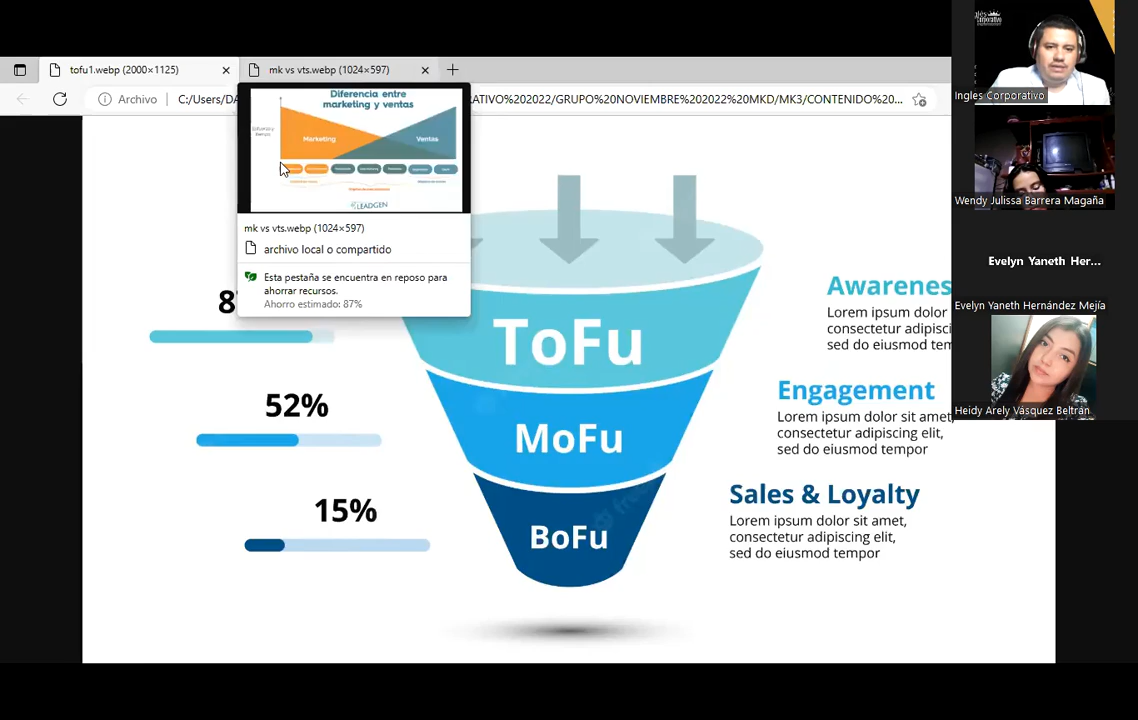 tofu1.webp (2000×1125)
mk vs vts.webp (1024×597)
Archivo
C:/Users/DA
RATIVO%202022/GRUPO%20NOVIEMBRE%202022%20MKD/MK3/CONTENIDO%20...
Diferencia entre
marketing y ventas
Marketing
Ventas
LEADGEN
mk vs vts.webp (1024×597)
archivo local o compartido
Esta pestaña se encuentra en reposo para
ahorrar recursos.
Ahorro estimado: 87%
8
52%
15%
ToFu
MoFu
BoFu
Awarenes
Lorem ipsum dolor
consectetur adipisci
sed do eiusmod tem
Engagement
Lorem ipsum dolor sit amet,
consectetur adipiscing elit,
sed do eiusmod tempor
Sales & Loyalty
Lorem ipsum dolor sit amet,
consectetur adipiscing elit,
sed do eiusmod tempor
Ingles Corporativo
Wendy Julissa Barrera Magaña
Evelyn Yaneth Her...
Evelyn Yaneth Hernández Mejía
Heidy Arely Vásquez Beltrán